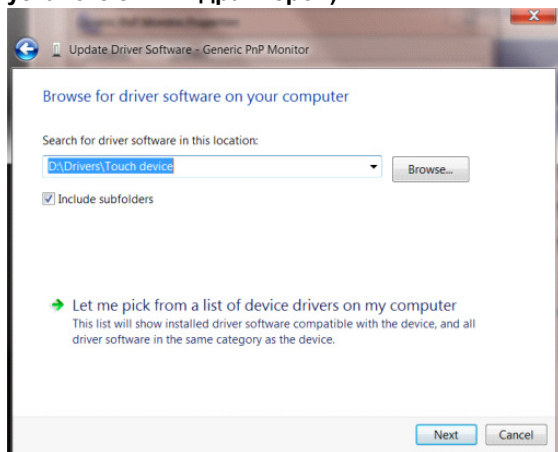 Update Driver Software - Generic PnP Monitor
Browse for driver software on your computer
Search for driver software in this location:
D:\Drivers\Touch device
Browse...
Include subfolders
Let me pick from a list of device drivers on my computer
This list will show installed driver software compatible with the device, and all
driver software in the same category as the device.
Next
Cancel